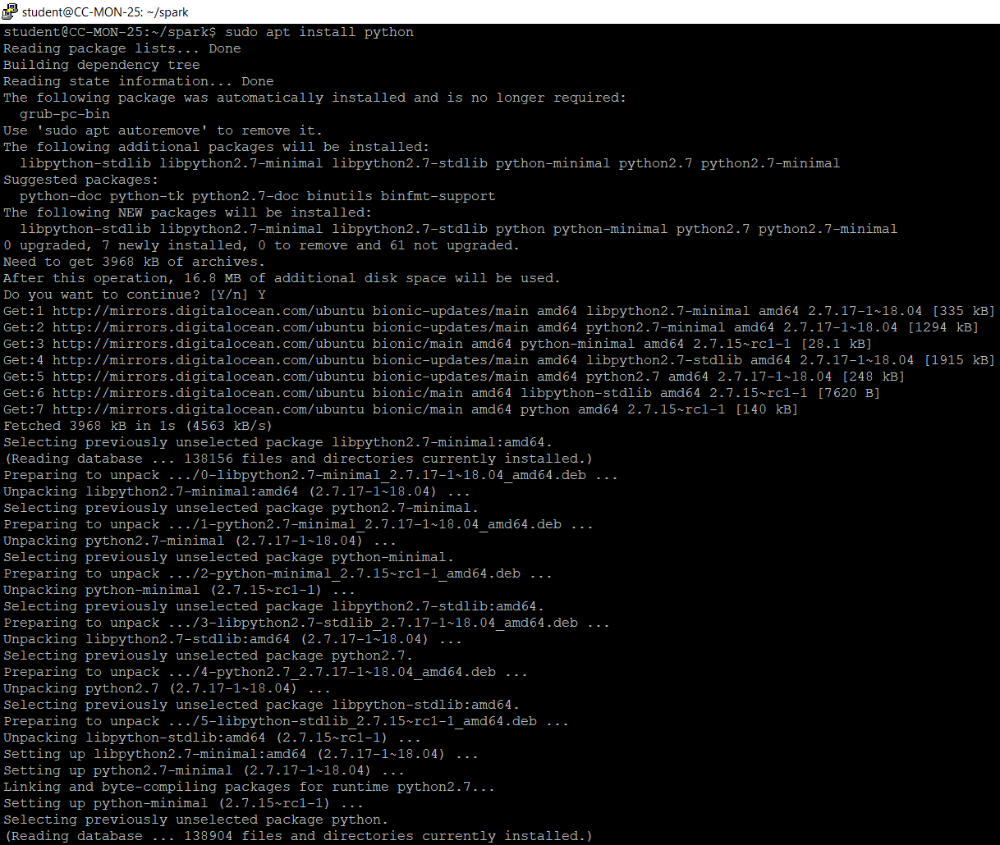 student@CC-MON-25: ~/spark
student@CC-MON-25:~/spark$ sudo apt install python
Reading package lists... Done
Building dependency tree
Reading state information... Done
The following package was automatically installed and is no longer required:
  grub-pc-bin
Use 'sudo apt autoremove' to remove it.
The following additional packages will be installed:
  libpython-stdlib libpython2.7-minimal libpython2.7-stdlib python-minimal python2.7 python2.7-minimal
Suggested packages:
  python-doc python-tk python2.7-doc binutils binfmt-support
The following NEW packages will be installed:
  libpython-stdlib libpython2.7-minimal libpython2.7-stdlib python python-minimal python2.7 python2.7-minimal
0 upgraded, 7 newly installed, 0 to remove and 61 not upgraded.
Need to get 3968 kB of archives.
After this operation, 16.8 MB of additional disk space will be used.
Do you want to continue? [Y/n] Y
Get:1 http://mirrors.digitalocean.com/ubuntu bionic-updates/main amd64 libpython2.7-minimal amd64 2.7.17-1~18.04 [335 kB]
Get:2 http://mirrors.digitalocean.com/ubuntu bionic-updates/main amd64 python2.7-minimal amd64 2.7.17-1~18.04 [1294 kB]
Get:3 http://mirrors.digitalocean.com/ubuntu bionic/main amd64 python-minimal amd64 2.7.15~rc1-1 [28.1 kB]
Get:4 http://mirrors.digitalocean.com/ubuntu bionic-updates/main amd64 libpython2.7-stdlib amd64 2.7.17-1~18.04 [1915 kB]
Get:5 http://mirrors.digitalocean.com/ubuntu bionic-updates/main amd64 python2.7 amd64 2.7.17-1~18.04 [248 kB]
Get:6 http://mirrors.digitalocean.com/ubuntu bionic/main amd64 libpython-stdlib amd64 2.7.15~rc1-1 [7620 B]
Get:7 http://mirrors.digitalocean.com/ubuntu bionic/main amd64 python amd64 2.7.15~rc1-1 [140 kB]
Fetched 3968 kB in 1s (4563 kB/s)
Selecting previously unselected package libpython2.7-minimal:amd64.
(Reading database ... 138156 files and directories currently installed.)
Preparing to unpack .../0-libpython2.7-minimal_2.7.17-1~18.04_amd64.deb ...
Unpacking libpython2.7-minimal:amd64 (2.7.17-1~18.04) ...
Selecting previously unselected package python2.7-minimal.
Preparing to unpack .../1-python2.7-minimal_2.7.17-1~18.04_amd64.deb ...
Unpacking python2.7-minimal (2.7.17-1~18.04) ...
Selecting previously unselected package python-minimal.
Preparing to unpack .../2-python-minimal_2.7.15~rc1-1_amd64.deb ...
Unpacking python-minimal (2.7.15~rc1-1) ...
Selecting previously unselected package libpython2.7-stdlib:amd64.
Preparing to unpack .../3-libpython2.7-stdlib_2.7.17-1~18.04_amd64.deb ...
Unpacking libpython2.7-stdlib:amd64 (2.7.17-1~18.04) ...
Selecting previously unselected package python2.7.
Preparing to unpack .../4-python2.7_2.7.17-1~18.04_amd64.deb ...
Unpacking python2.7 (2.7.17-1~18.04) ...
Selecting previously unselected package libpython-stdlib:amd64.
Preparing to unpack .../5-libpython-stdlib_2.7.15~rc1-1_amd64.deb ...
Unpacking libpython-stdlib:amd64 (2.7.15~rc1-1) ...
Setting up libpython2.7-minimal:amd64 (2.7.17-1~18.04) ...
Setting up python2.7-minimal (2.7.17-1~18.04) ...
Linking and byte-compiling packages for runtime python2.7...
Setting up python-minimal (2.7.15~rc1-1) ...
Selecting previously unselected package python.
(Reading database ... 138904 files and directories currently installed.)